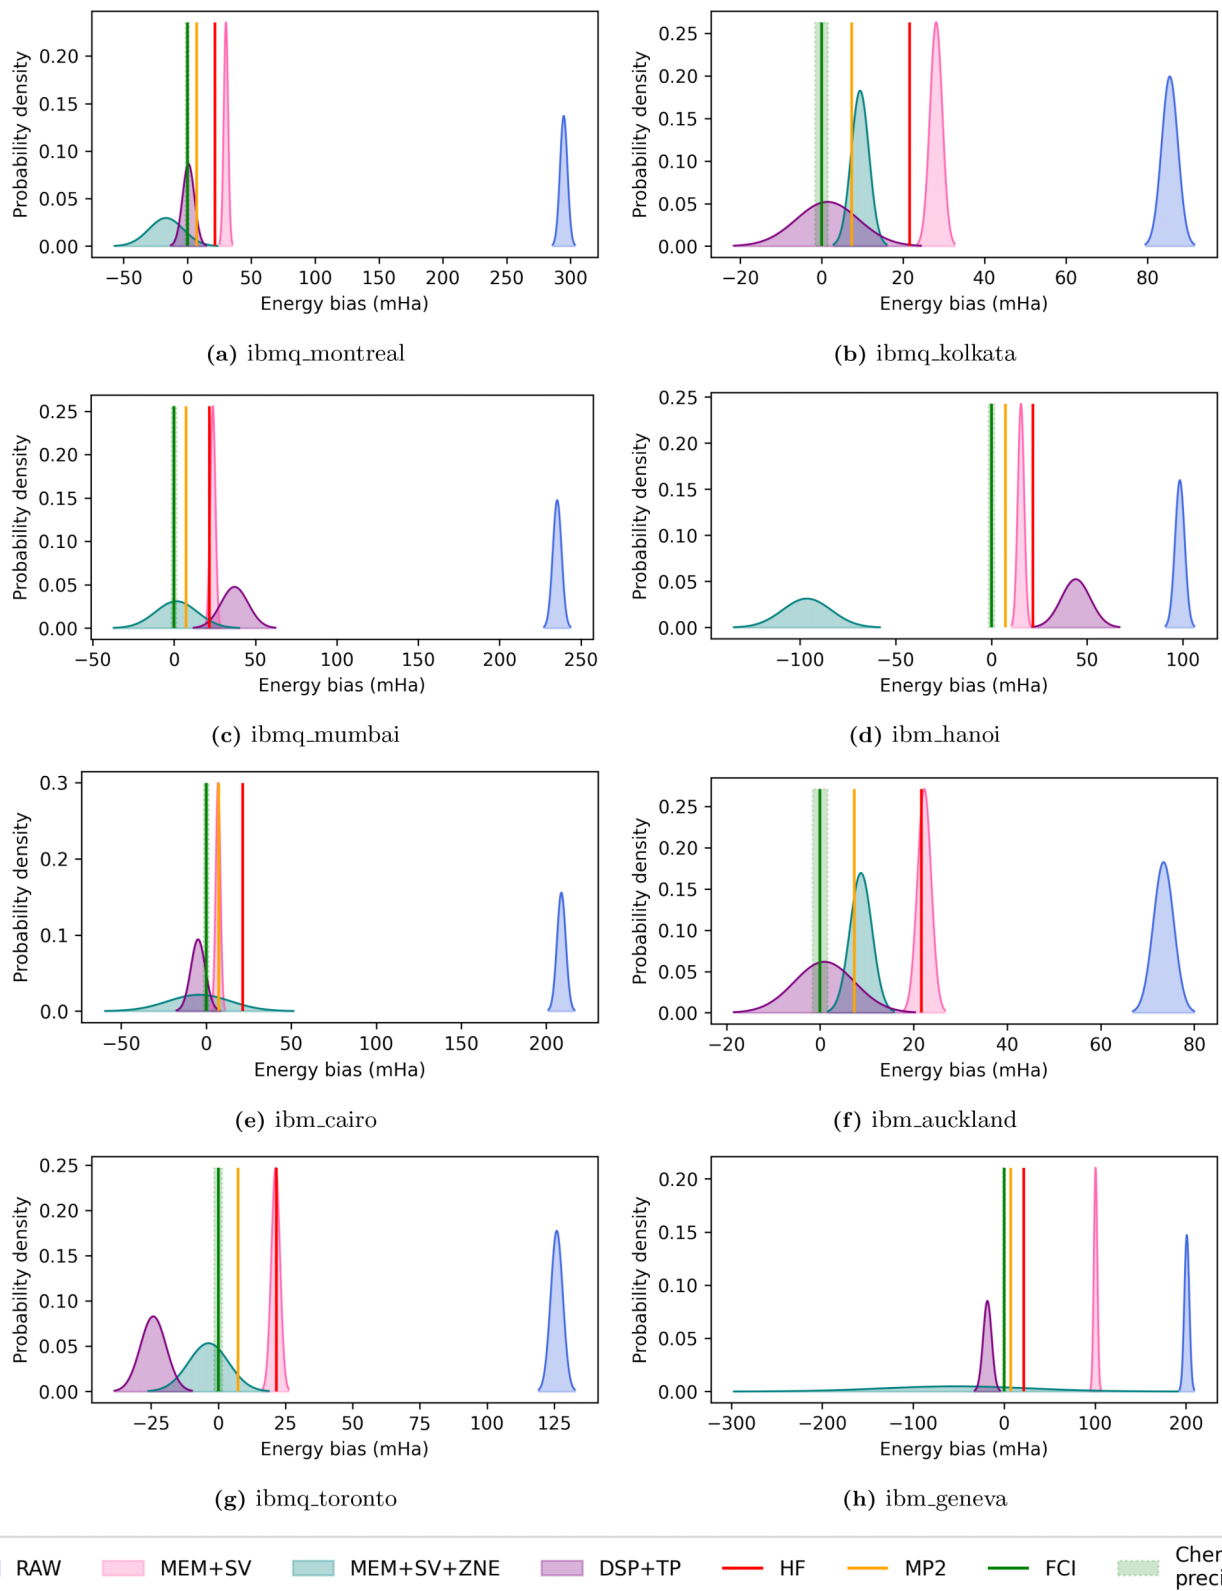 Probability density
0.20
0.15
0.10
0.05
0.00
−50 0 50 100 150 200 250 300
Energy bias (mHa)
(a) ibmq_montreal
Probability density
0.25
0.20
0.15
0.10
0.05
0.00
−20 0 20 40 60 80
Energy bias (mHa)
(b) ibmq_kolkata
Probability density
0.25
0.20
0.15
0.10
0.05
0.00
−50 0 50 100 150 200 250
Energy bias (mHa)
(c) ibmq_mumbai
Probability density
0.25
0.20
0.15
0.10
0.05
0.00
−100 −50 0 50 100
Energy bias (mHa)
(d) ibm_hanoi
Probability density
0.3
0.2
0.1
0.0
−50 0 50 100 150 200
Energy bias (mHa)
(e) ibm_cairo
Probability density
0.25
0.20
0.15
0.10
0.05
0.00
−20 0 20 40 60 80
Energy bias (mHa)
(f) ibm_auckland
Probability density
0.25
0.20
0.15
0.10
0.05
0.00
−25 0 25 50 75 100 125
Energy bias (mHa)
(g) ibmq_toronto
Probability density
0.20
0.15
0.10
0.05
0.00
−300 −200 −100 0 100 200
Energy bias (mHa)
(h) ibm_geneva
RAW MEM+SV MEM+SV+ZNE DSP+TP HF MP2 FCI